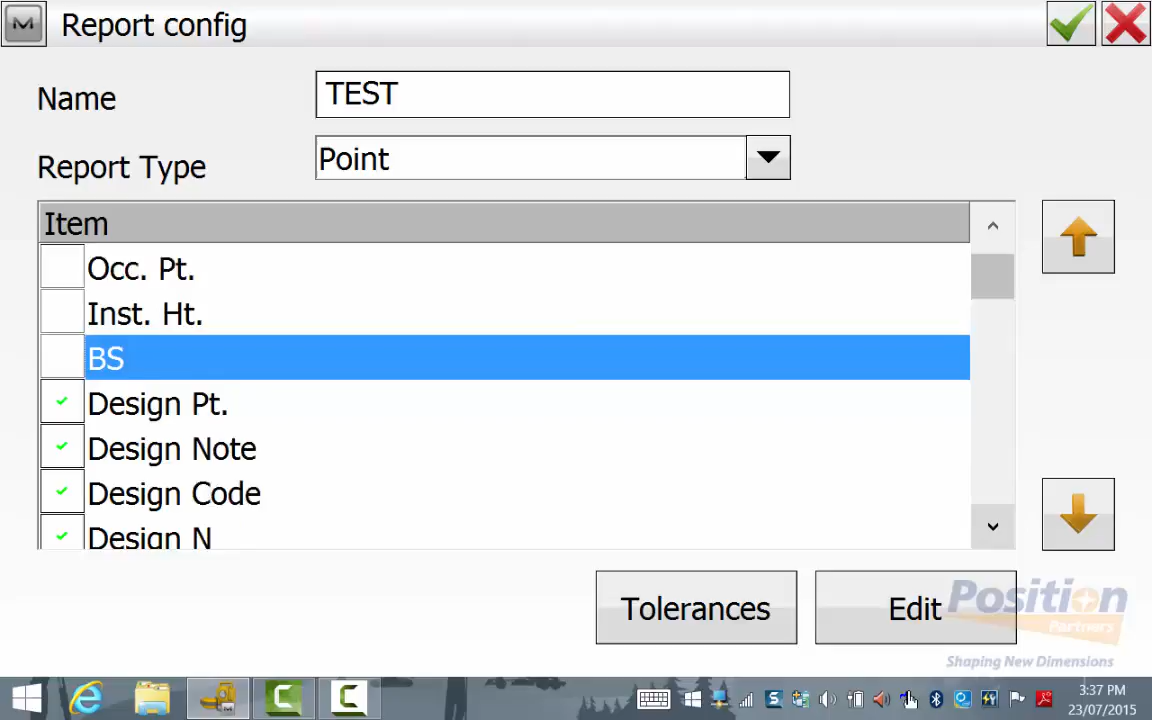 Report config
Name
TEST
Report Type
Point
Item
Occ. Pt.
Inst. Ht.
BS
Design Pt.
Design Note
Design Code
Design N
Tolerances
Edit
Position
Partners
Shaping New Dimensions
3:37 PM
23/07/2015